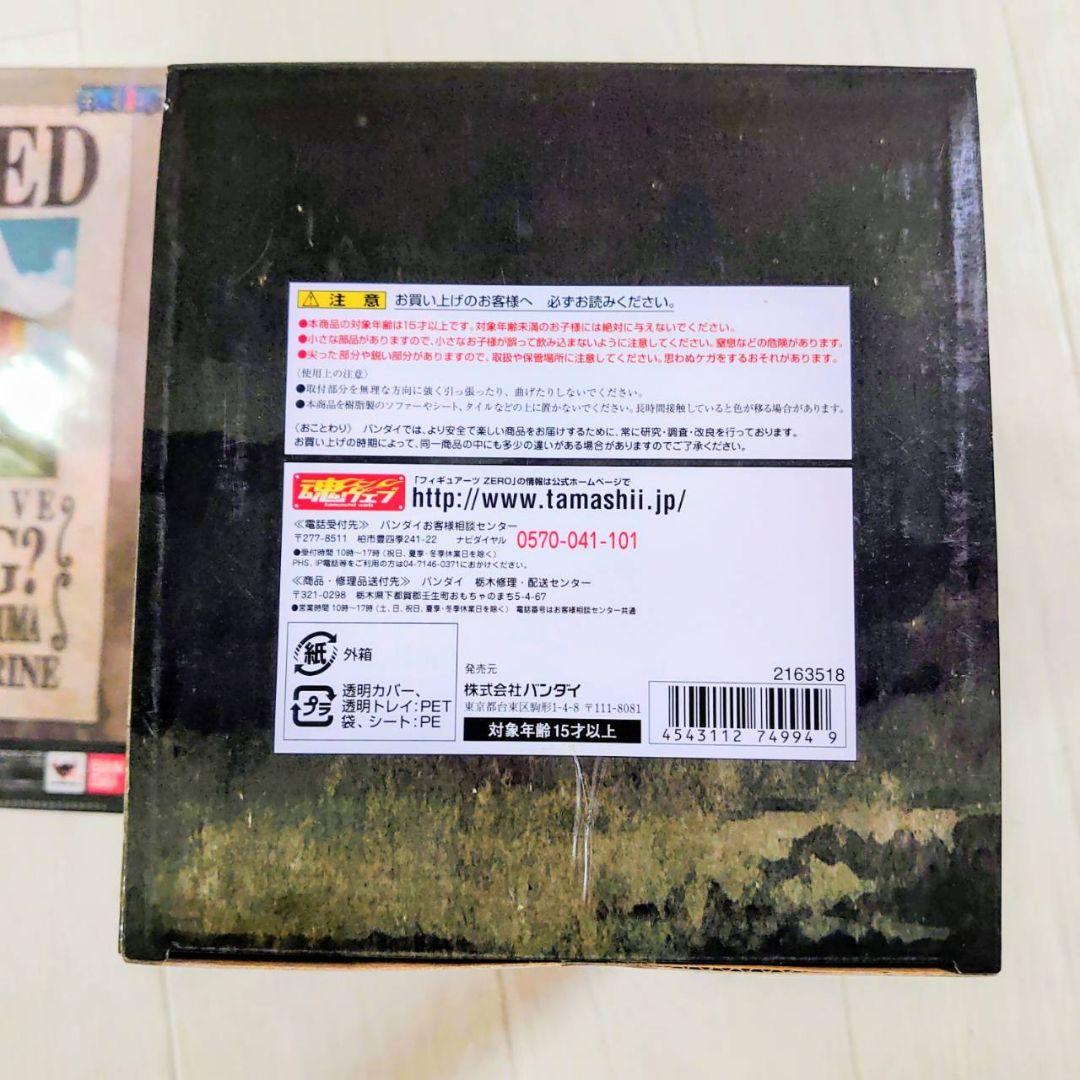 ED
VE
?
IMA
RINE
注 意 お買い上げのお客様へ 必ずお読みください。
●本商品の対象年齢は15才以上です。対象年齢未満のお子様には絶対に与えないでください。
●小さな部品がありますので、小さなお子様が誤って飲み込まないように注意してください。窒息などの危険があります。
●尖った部分や鋭い部分がありますので、取扱や保管場所に注意してください。思わぬケガをするおそれがあります。
〈使用上の注意〉
●取付部分を無理な方向に強く引っ張ったり、曲げたりしないでください。
●本商品を樹脂製のソファーやシート、タイルなどの上に置かないでください。長時間接触していると色が移る場合があります。
〈おことわり〉 バンダイでは、より安全で楽しい商品をお届けするために、常に研究・調査・改良を行っております。
お買い上げの時期によって、同一商品の中にも多少の違いがある場合がありますのでご了承ください。
魂ウェブ
「フィギュアーツ ZERO」の情報は公式ホームページで
http://www.tamashii.jp/
≪電話受付先≫ バンダイお客様相談センター
〒277-8511 柏市豊四季241-22 ナビダイヤル 0570-041-101
●受付時間 10時〜17時(祝日、夏季・冬季休業日を除く)
PHS、IP電話等をご利用の方は04-7146-0371におかけください。
≪商品・修理品送付先≫ バンダイ 栃木修理・配送センター
〒321-0298 栃木県下都賀郡壬生町おもちゃのまち5-4-67
●営業時間 10時〜17時(土、日、祝日、夏季・冬季休業日を除く) 電話番号はお客様相談センター共通
紙 外箱
プラ
透明カバー、
透明トレイ:PET
袋、シート:PE
発売元
株式会社バンダイ
東京都台東区駒形1-4-8 〒111-8081
対象年齢15才以上
2163518
4543112 74994 9